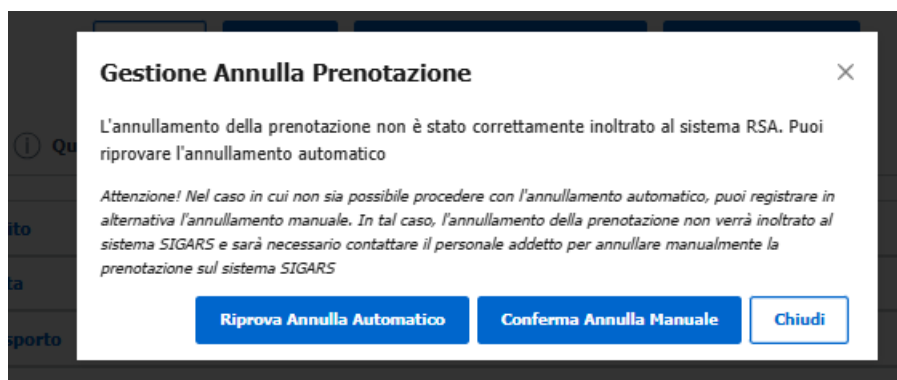 Gestione Annulla Prenotazione
L'annullamento della prenotazione non è stato correttamente inoltrato al sistema RSA. Puoi
riprovare l'annullamento automatico
Attenzione! Nel caso in cui non sia possibile procedere con l'annullamento automatico, puoi registrare in
alternativa l'annullamento manuale. In tal caso, l'annullamento della prenotazione non verrà inoltrato al
sistema SIGARS e sarà necessario contattare il personale addetto per annullare manualmente la
prenotazione sul sistema SIGARS
Riprova Annulla Automatico Conferma Annulla Manuale Chiudi